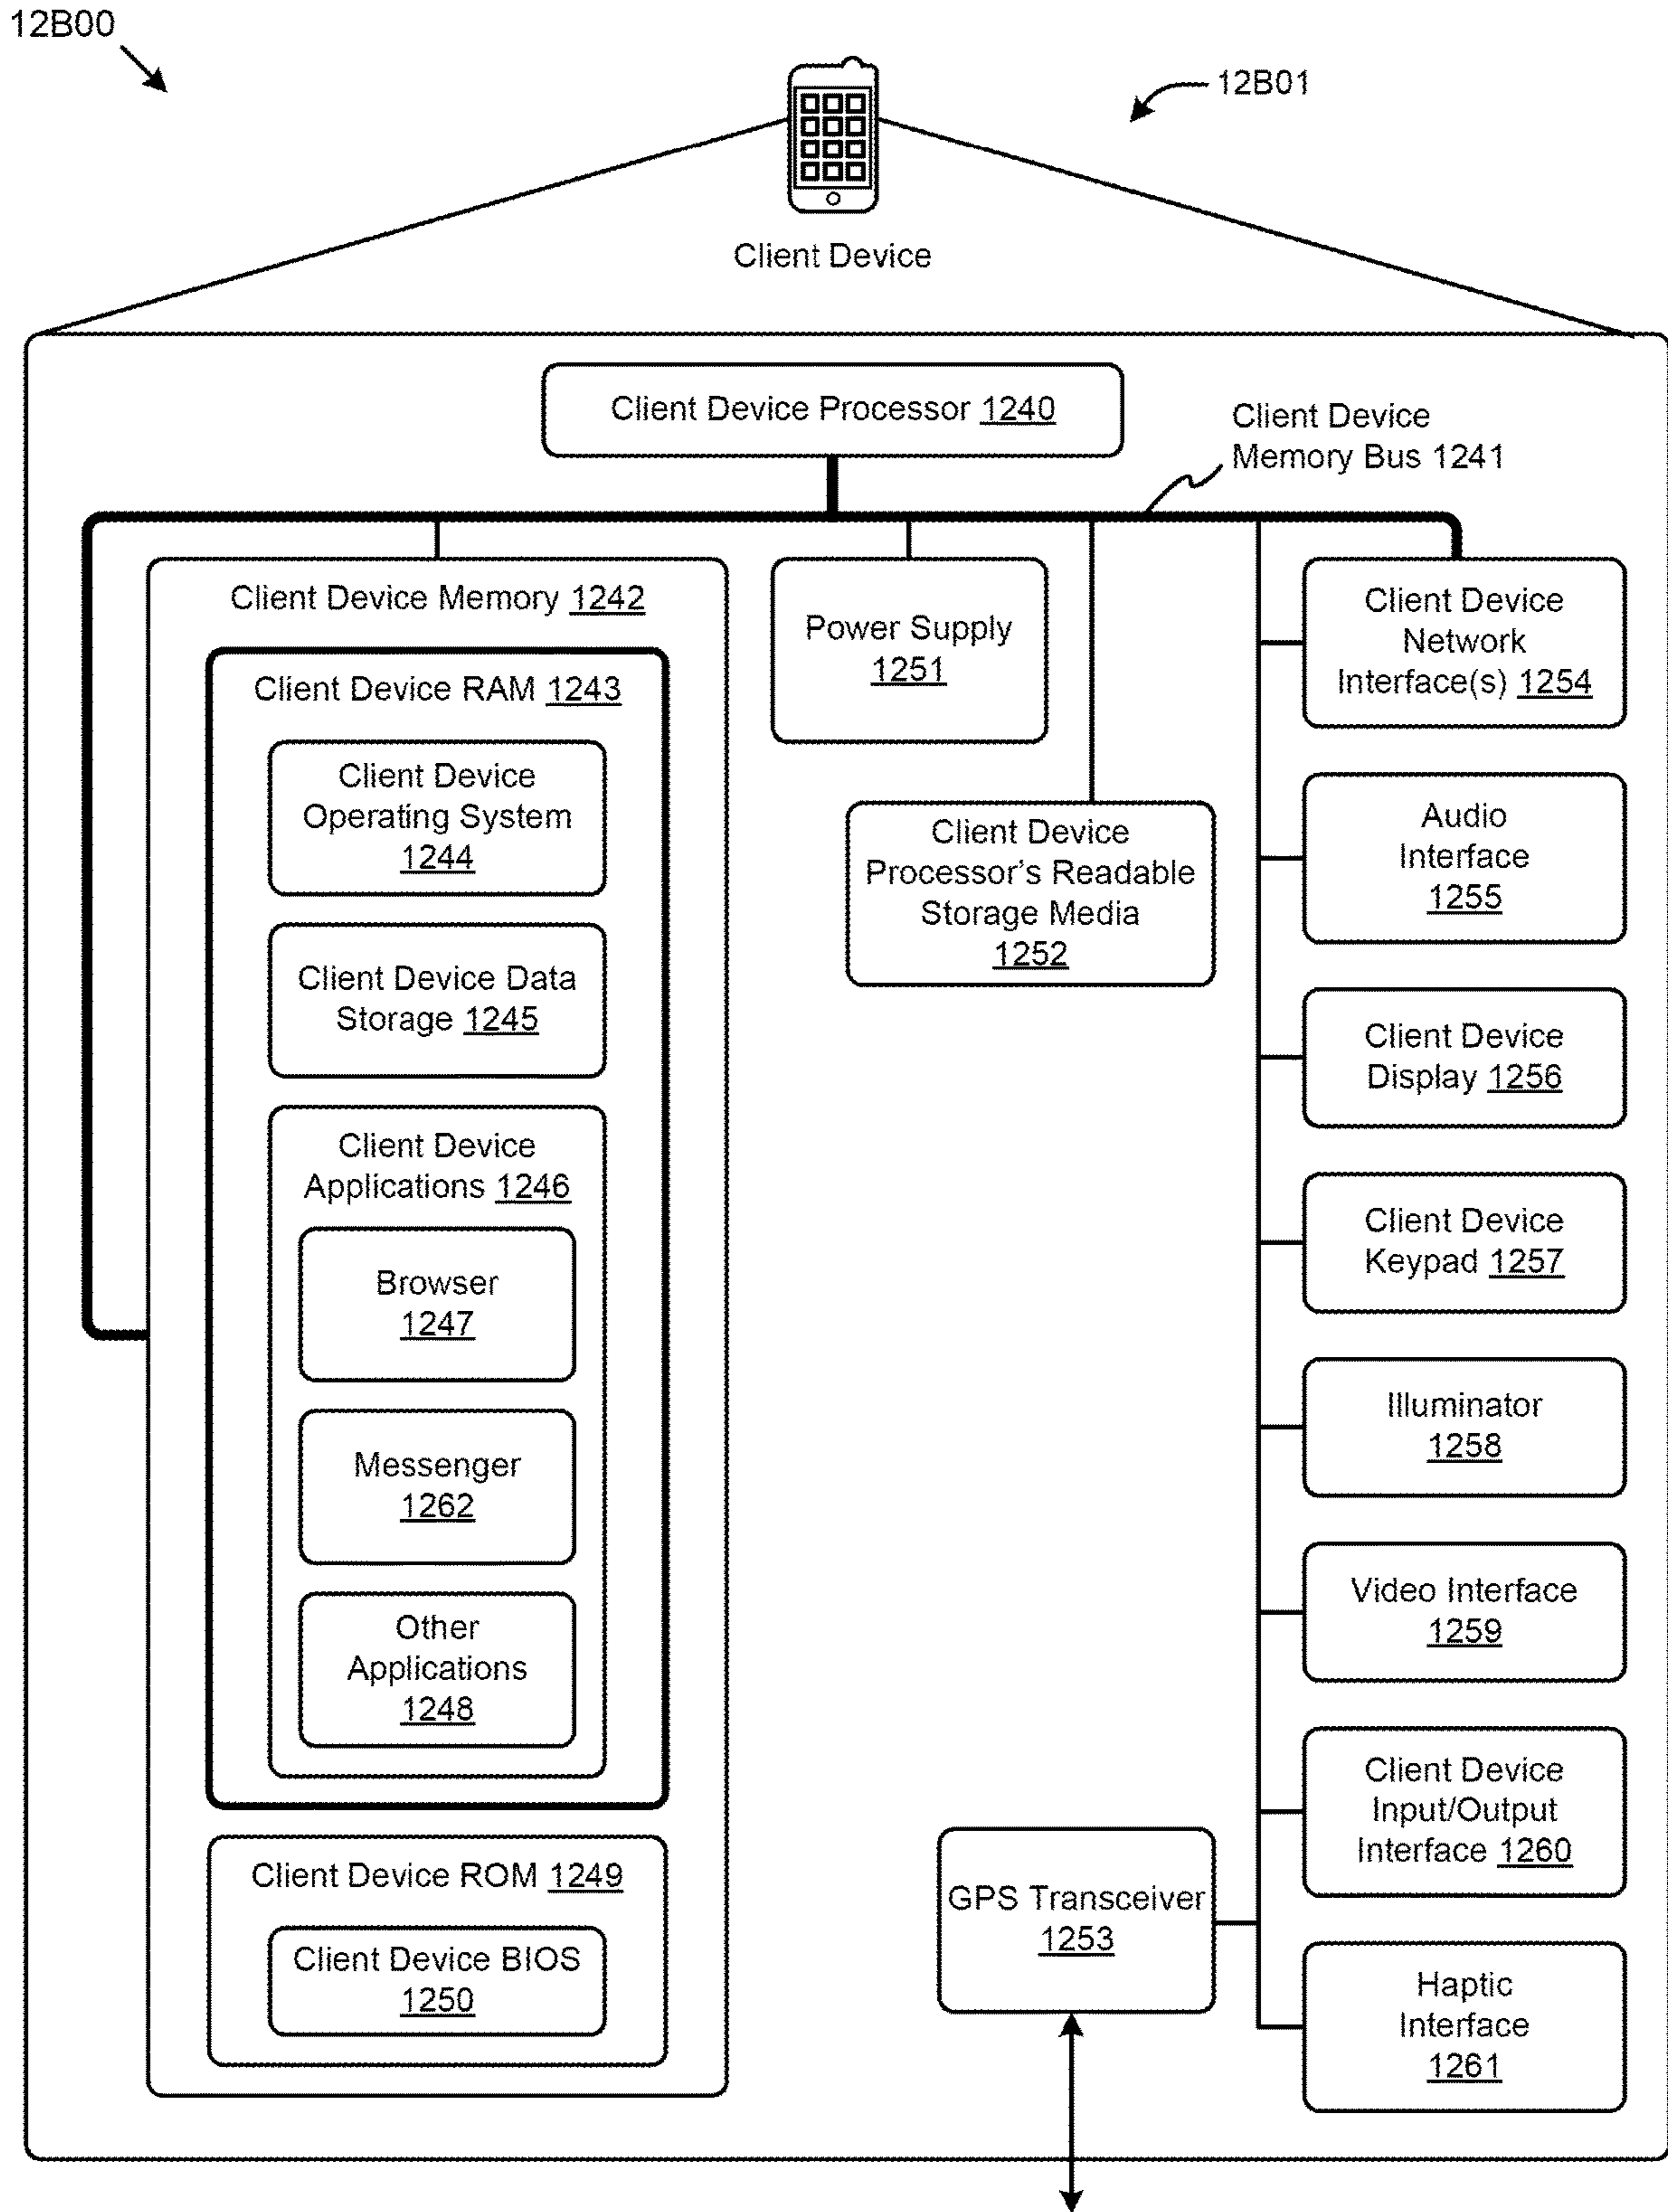 12B00
12B01
Client Device
Client Device Processor 1240
Client Device
Memory Bus 1241
Client Device Memory 1242
Client Device RAM 1243
Client Device
Operating System
1244
Client Device Data
Storage 1245
Client Device
Applications 1246
Browser
1247
Messenger
1262
Other
Applications
1248
Client Device ROM 1249
Client Device BIOS
1250
Power Supply
1251
Client Device
Processor’s Readable
Storage Media
1252
GPS Transceiver
1253
Client Device
Network
Interface(s) 1254
Audio
Interface
1255
Client Device
Display 1256
Client Device
Keypad 1257
Illuminator
1258
Video Interface
1259
Client Device
Input/Output
Interface 1260
Haptic
Interface
1261